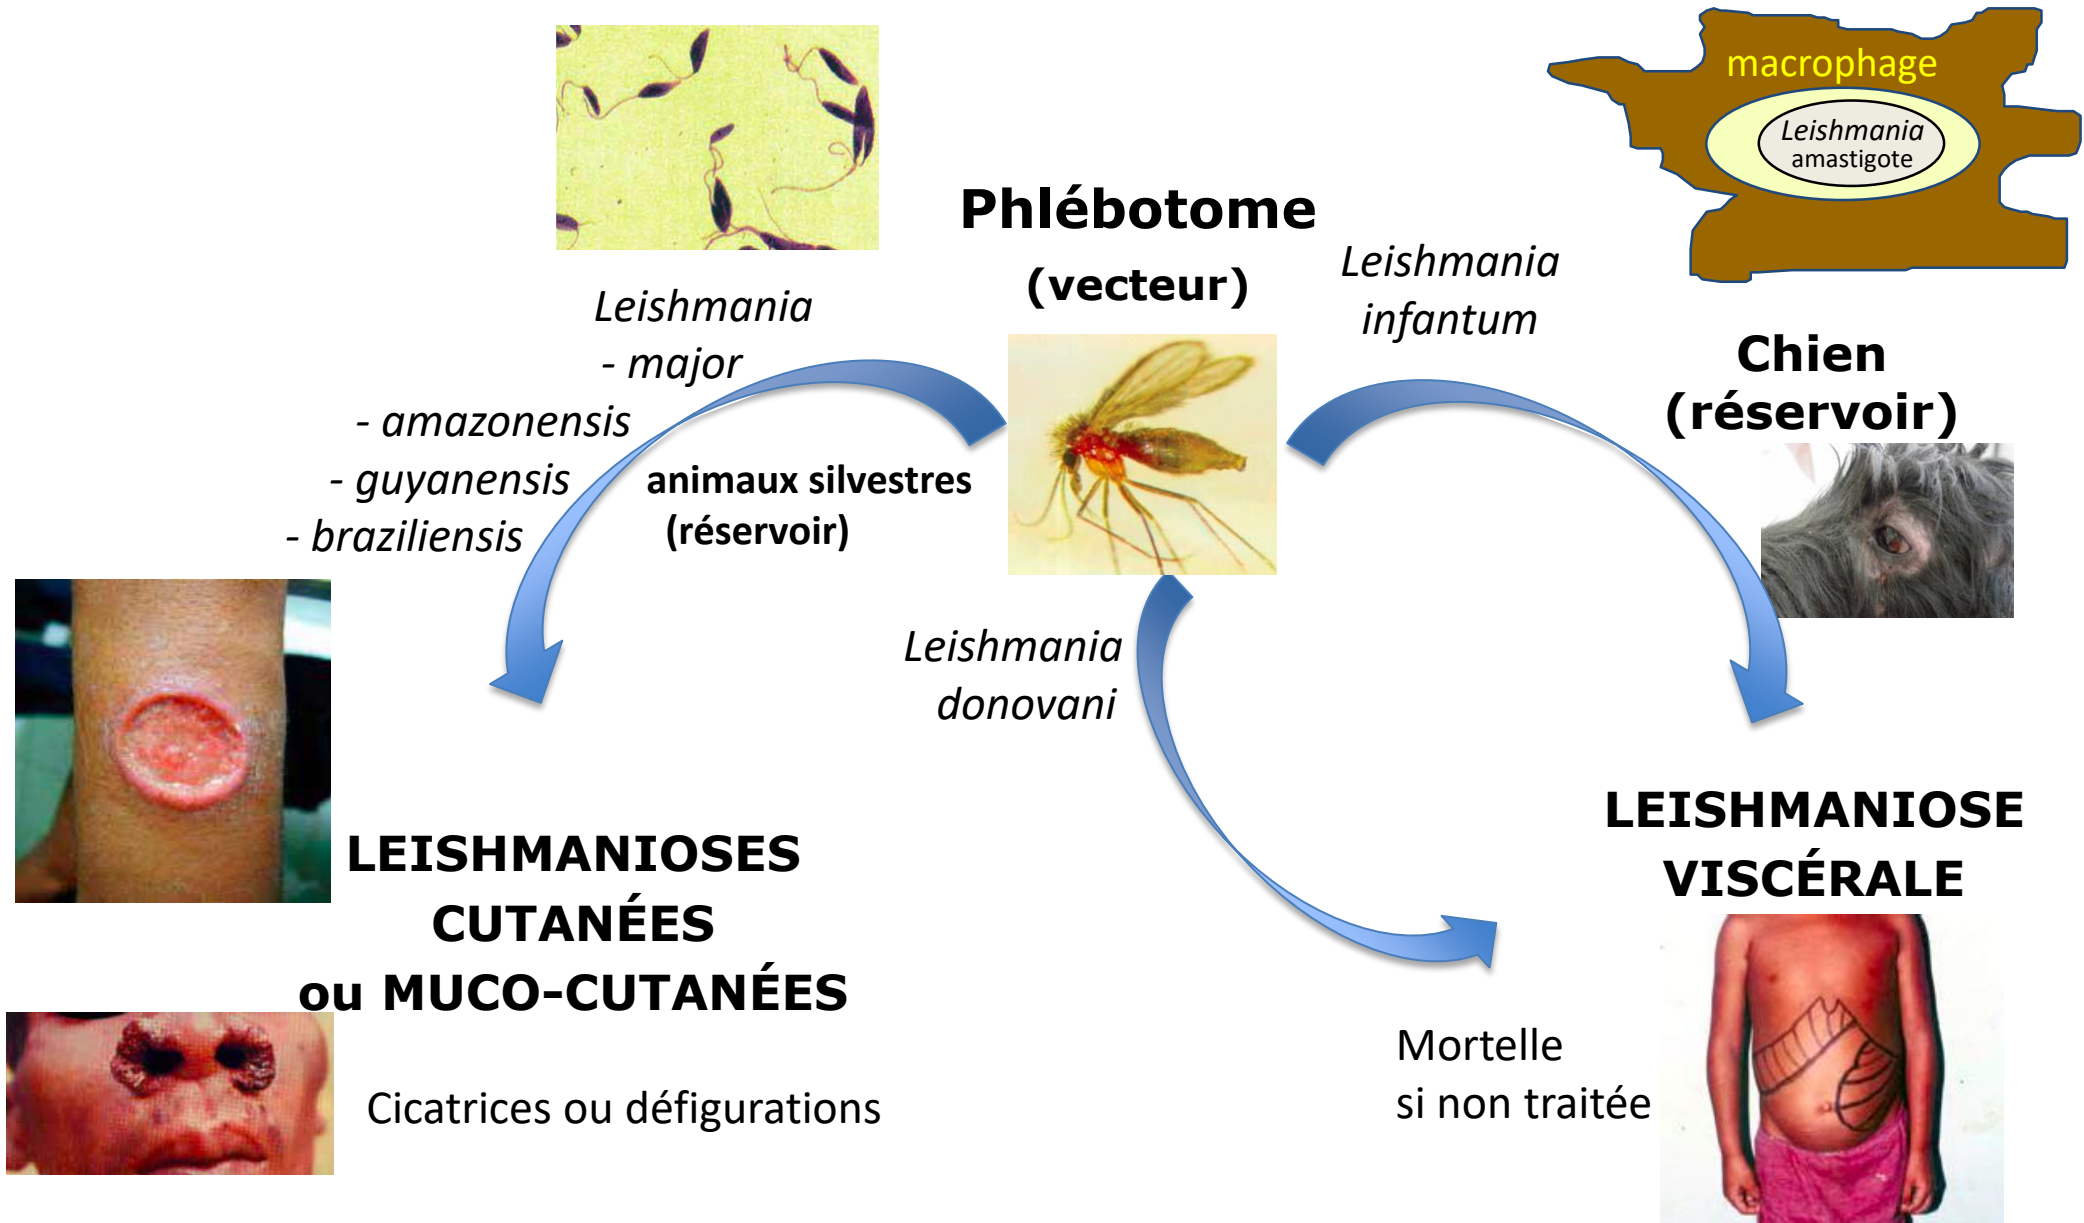 macrophage
Leishmania
amastigote
Phlébotome
(vecteur)
Leishmania
infantum
Leishmania
- major
- amazonensis
- guyanensis
- braziliensis
animaux silvestres
(réservoir)
Chien
(réservoir)
Leishmania
donovani
LEISHMANIOSES
CUTANÉES
ou MUCO-CUTANÉES
Cicatrices ou défigurations
LEISHMANIOSE
VISCÉRALE
Mortelle
si non traitée